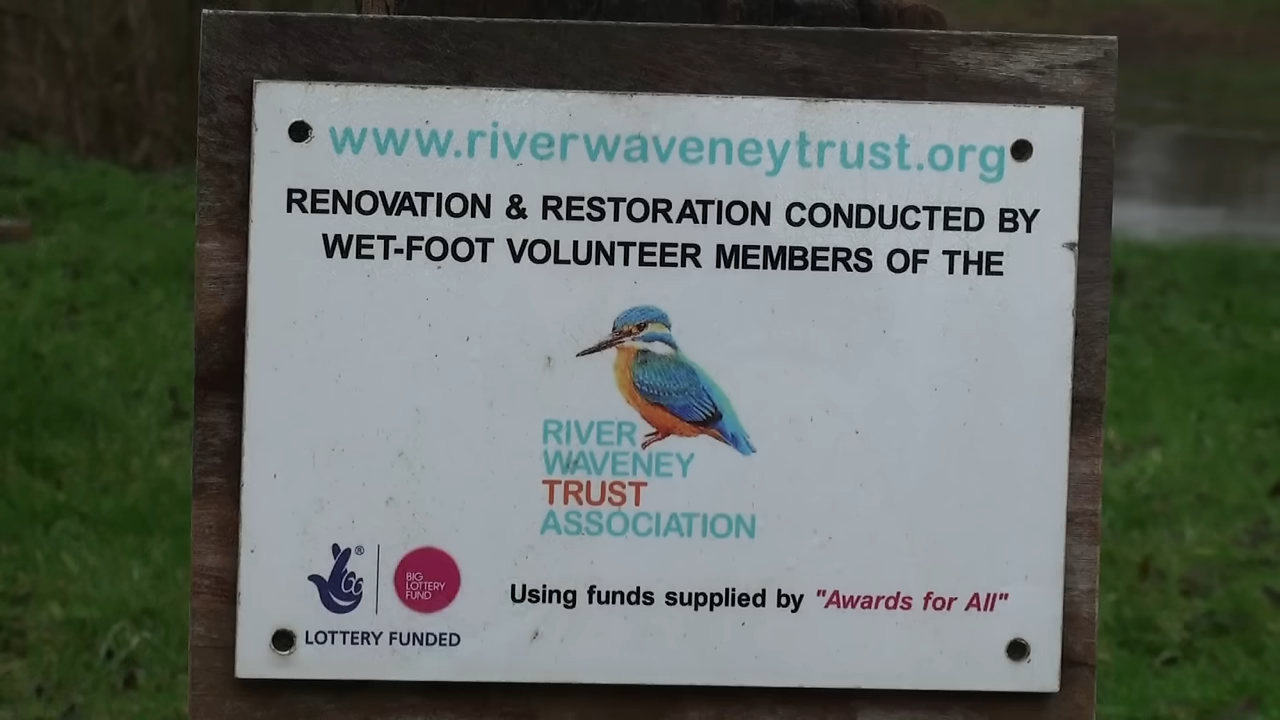 www.riverwaveneytrust.org
RENOVATION & RESTORATION CONDUCTED BY
WET-FOOT VOLUNTEER MEMBERS OF THE
RIVER
WAVENEY
TRUST
ASSOCIATION
®
BIG
LOTTERY
FUND
LOTTERY FUNDED
Using funds supplied by "Awards for All"